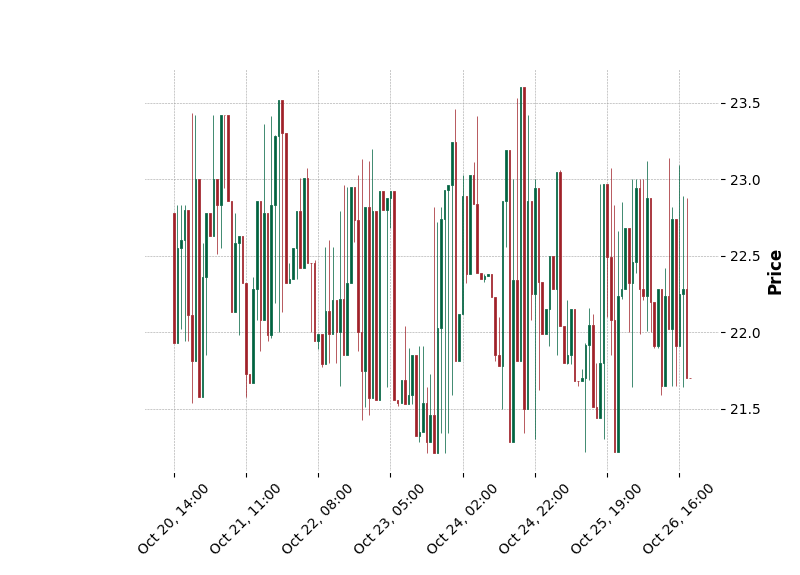 23.5
23.0
22.5
22.0
21.5
Price
Oct 20, 14:00
Oct 21, 11:00
Oct 22, 08:00
Oct 23, 05:00
Oct 24, 02:00
Oct 24, 22:00
Oct 25, 19:00
Oct 26, 16:00